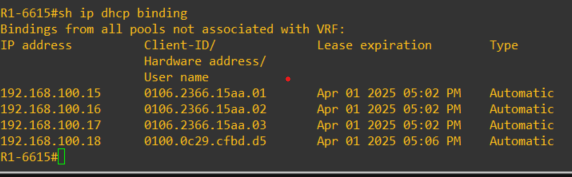 R1-6615#sh ip dhcp binding
Bindings from all pools not associated with VRF:
IP address Client-ID/ Lease expiration Type
Hardware address/
User name
192.168.100.15 0106.2366.15aa.01 Apr 01 2025 05:02 PM Automatic
192.168.100.16 0106.2366.15aa.02 Apr 01 2025 05:02 PM Automatic
192.168.100.17 0106.2366.15aa.03 Apr 01 2025 05:02 PM Automatic
192.168.100.18 0100.0c29.cfbd.d5 Apr 01 2025 05:06 PM Automatic
R1-6615#